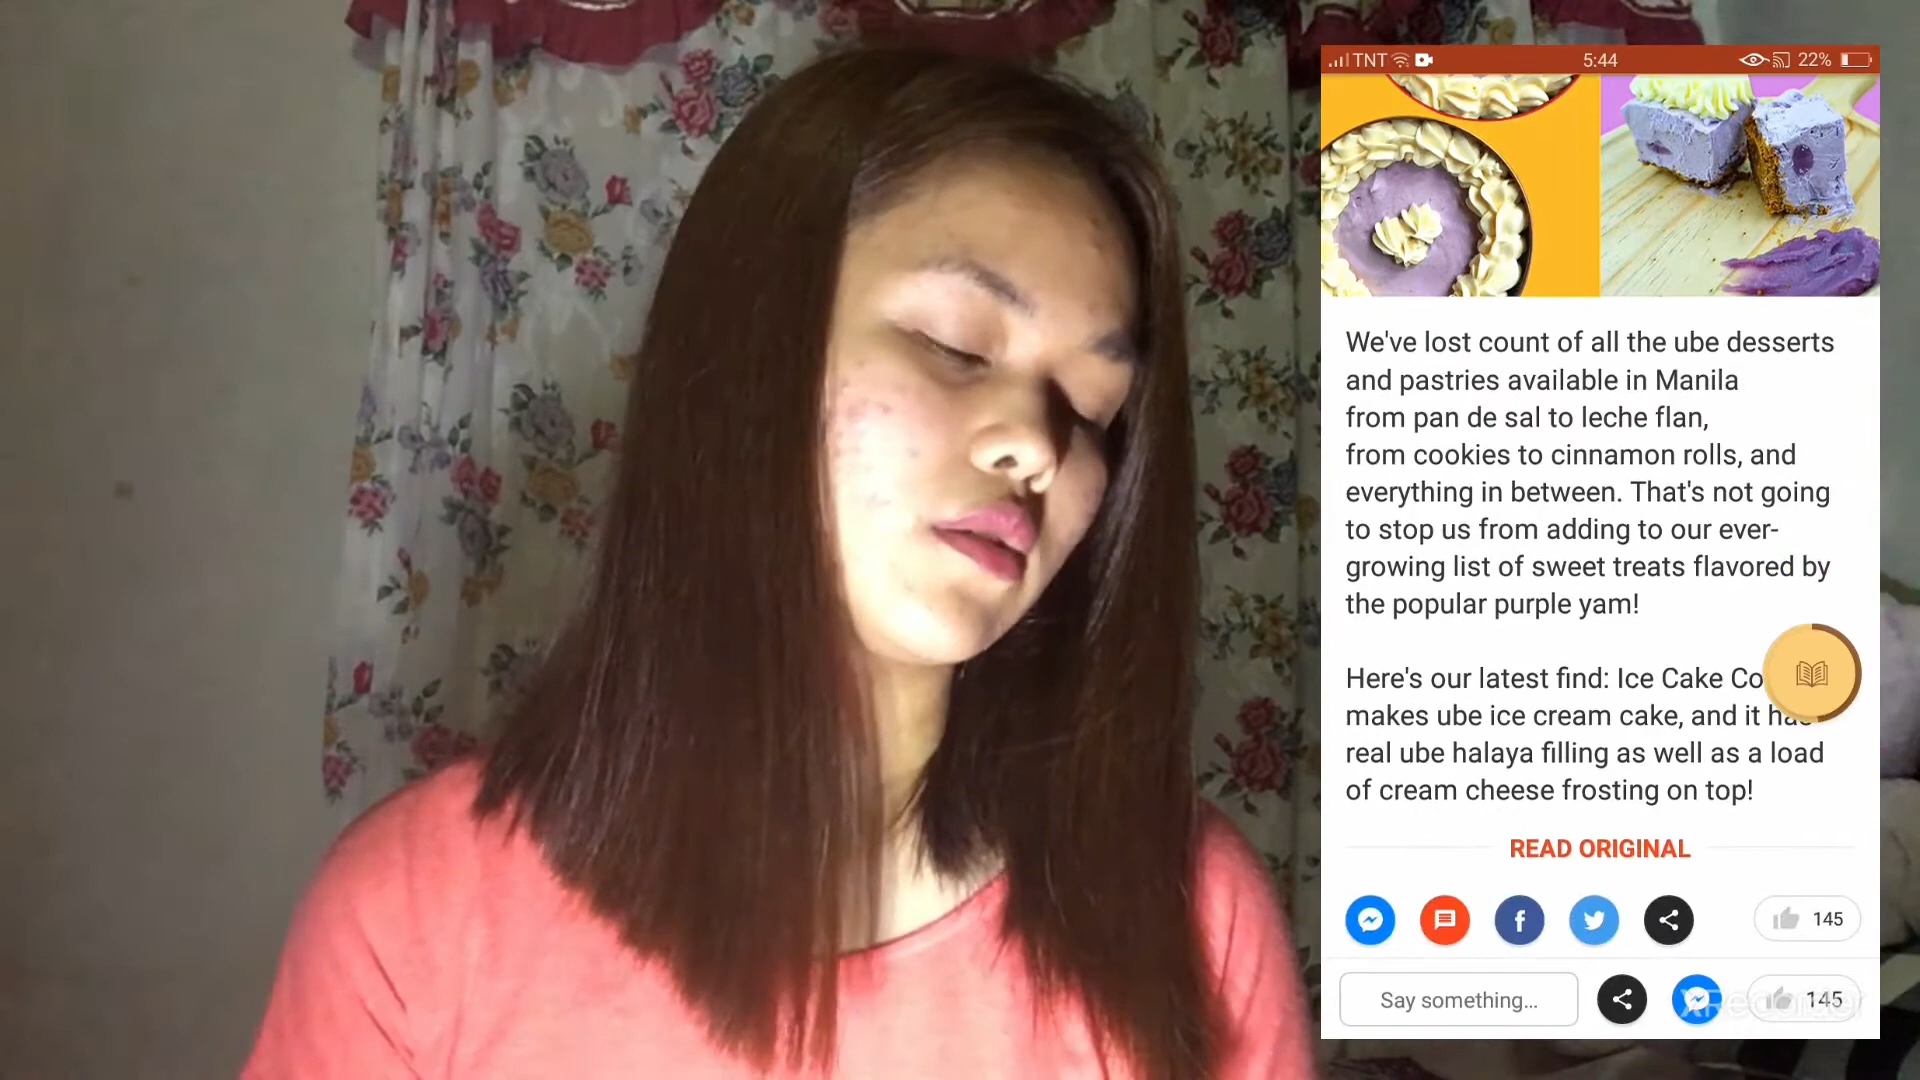 TNT 5:44 22%
We've lost count of all the ube desserts
and pastries available in Manila
from pan de sal to leche flan,
from cookies to cinnamon rolls, and
everything in between. That's not going
to stop us from adding to our ever-
growing list of sweet treats flavored by
the popular purple yam!
Here's our latest find: Ice Cake Co
makes ube ice cream cake, and it has
real ube halaya filling as well as a load
of cream cheese frosting on top!
READ ORIGINAL
f 145
Say something... 145
XRecorder